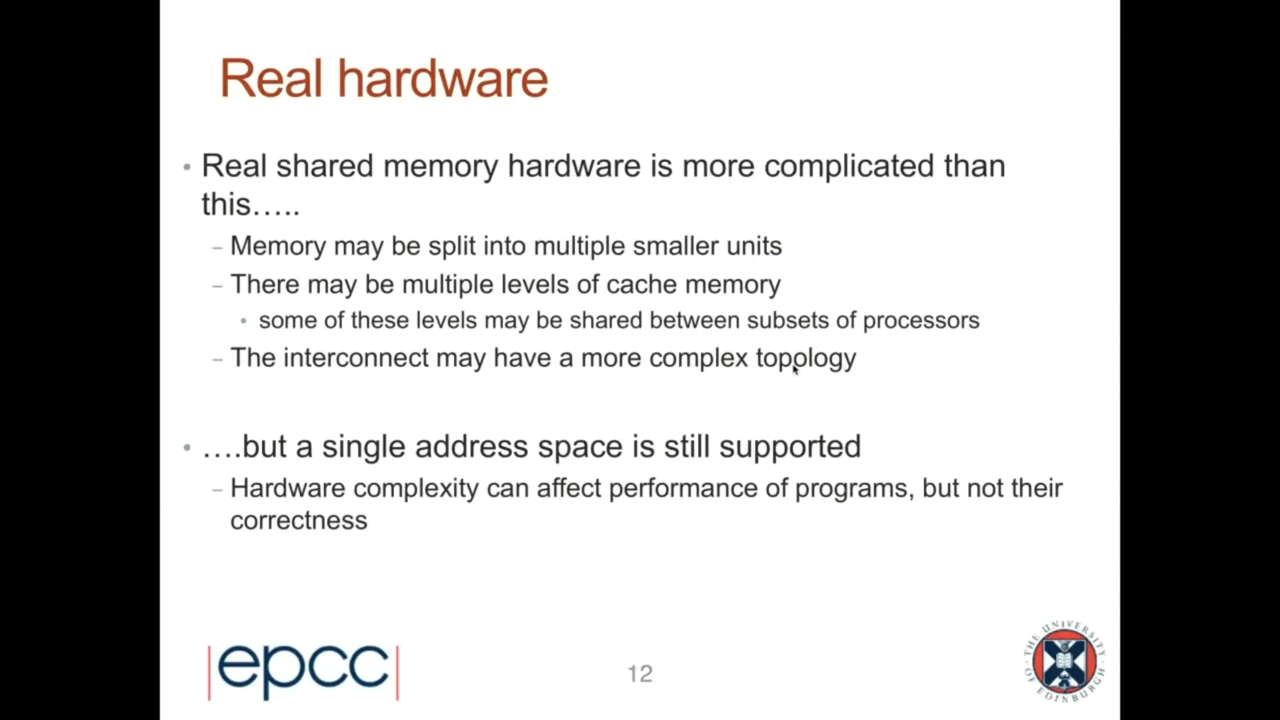 Real hardware
• Real shared memory hardware is more complicated than
this…..
– Memory may be split into multiple smaller units
– There may be multiple levels of cache memory
• some of these levels may be shared between subsets of processors
– The interconnect may have a more complex topology
• ….but a single address space is still supported
– Hardware complexity can affect performance of programs, but not their
correctness
|epcc|
12
THE UNIVERSITY OF EDINBURGH